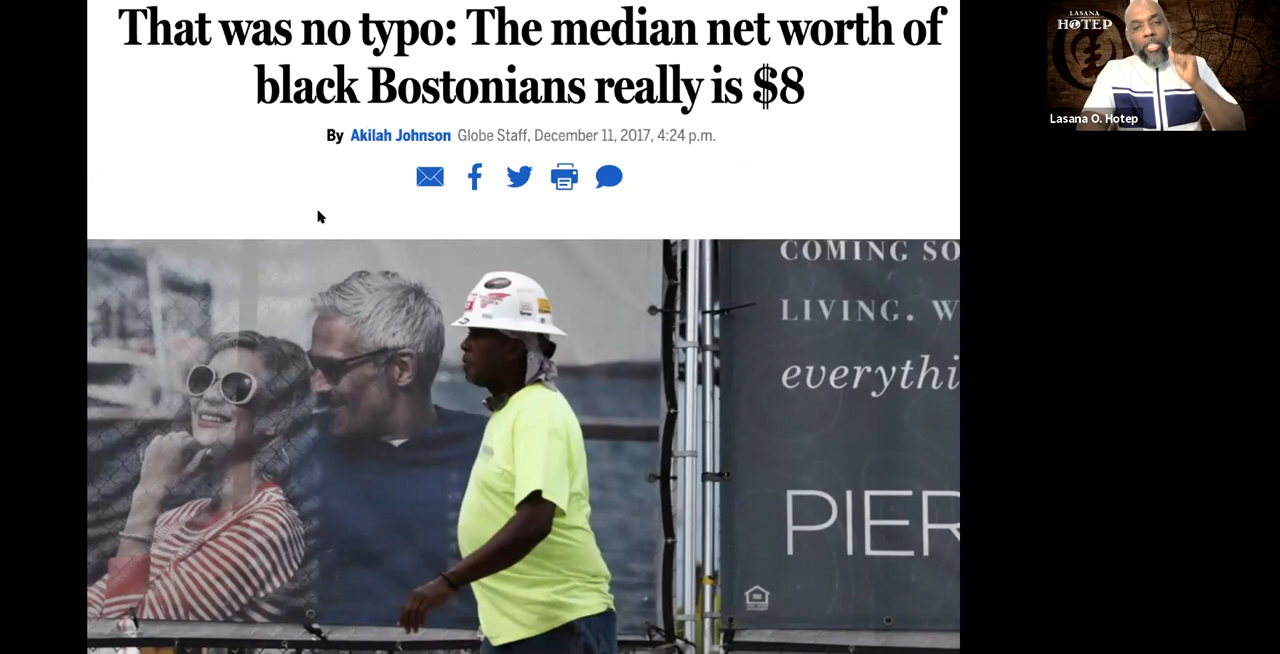 That was no typo: The median net worth of
black Bostonians really is $8
By Akilah Johnson Globe Staff, December 11, 2017, 4:24 p.m.
COMING SO
LIVING. W
everythi
PIER
LASANA
HOTEP
Lasana O. Hotep